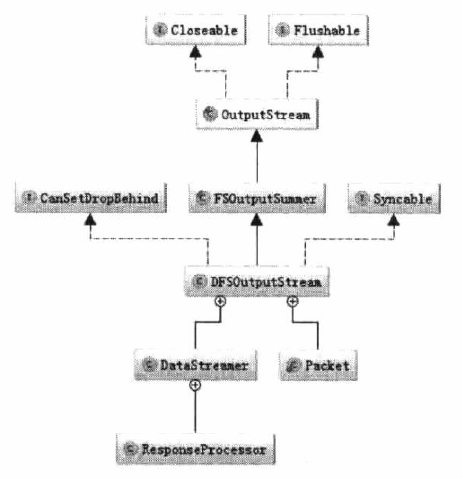 Closeable
Flushable
OutputStream
CanSetDropBehind
FSOutputSummer
Syncable
DFSOutputStream
DataStreamer
Packet
ResponseProcessor